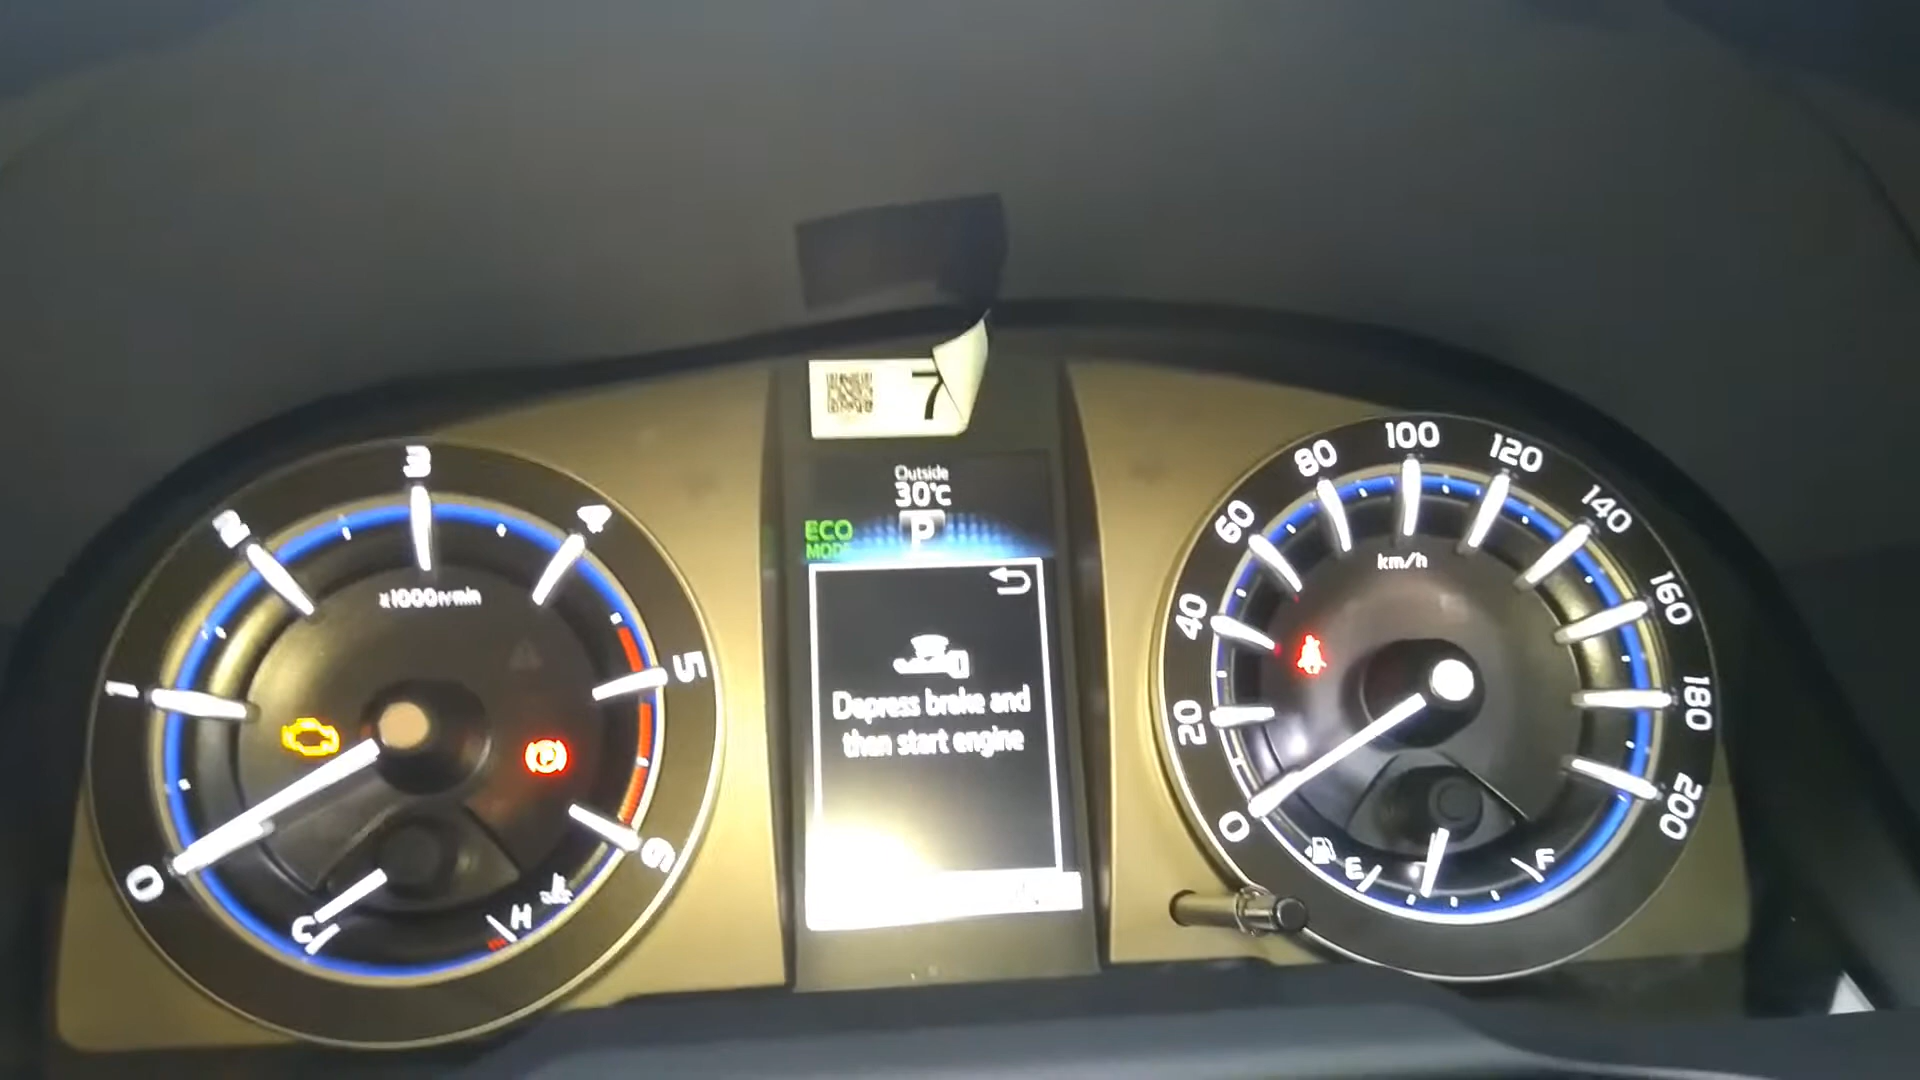 7
Outside
30°C
ECO
MODE
P
Depress brake and
then start engine
0
1
2
3
4
5
6
x1000r/min
C
H
0
20
40
60
80
100
120
140
160
180
200
km/h
E
F
(P)